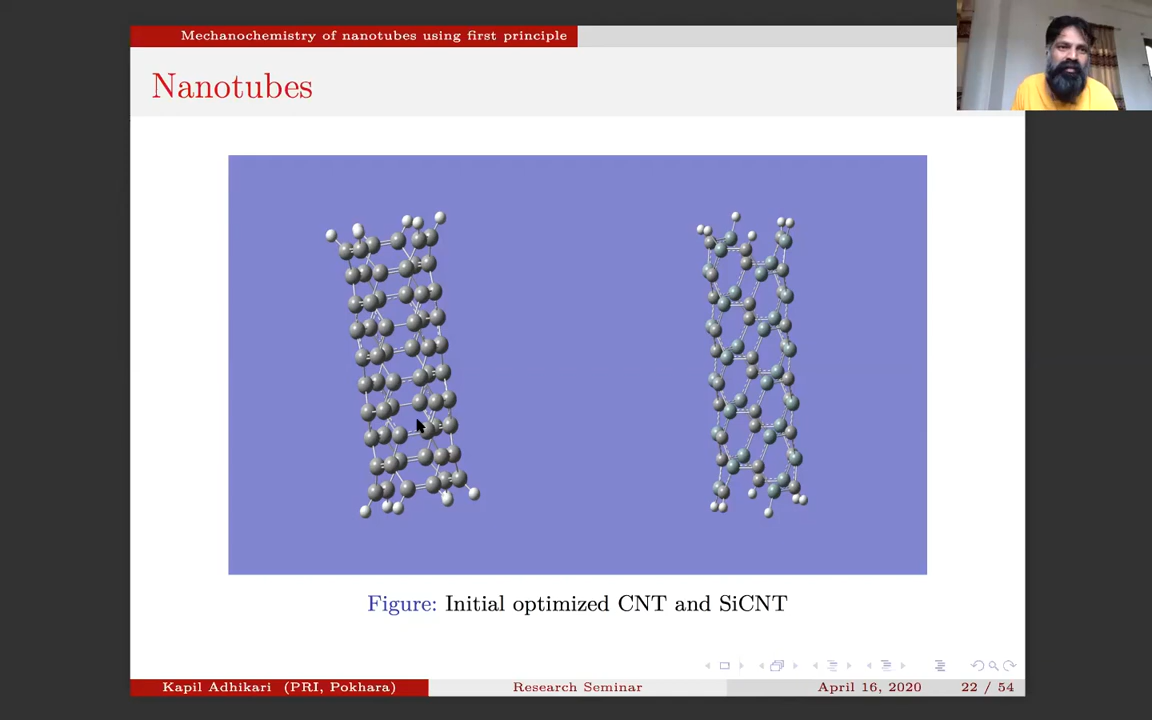 Mechanochemistry of nanotubes using first principle
Nanotubes
Figure: Initial optimized CNT and SiCNT
Kapil Adhikari (PRI, Pokhara)
Research Seminar
April 16, 2020
22 / 54